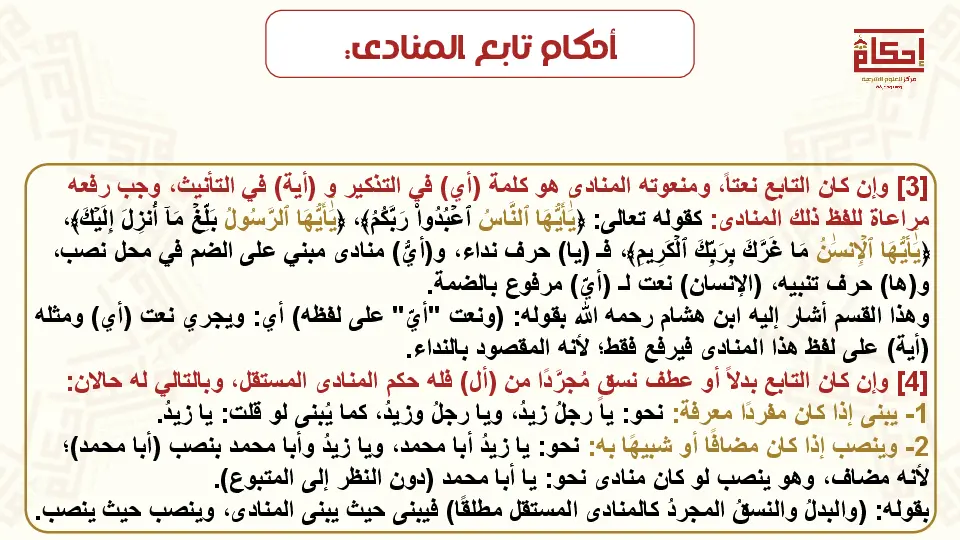 أحكام تابع المنادى:
إحكام
مركز للعلوم الشرعية
[3] وإن كان التابع نعتاً، ومنعوته المنادى هو كلمة (أي) في التذكير و (أية) في التأنيث، وجب رفعه
مراعاة للفظ ذلك المنادى: كقوله تعالى: ﴿يَٰٓأَيُّهَا ٱلنَّاسُ ٱعۡبُدُواْ رَبَّكُمُ﴾، ﴿يَٰٓأَيُّهَا ٱلرَّسُولُ بَلِّغۡ مَآ أُنزِلَ إِلَيۡكَ﴾،
﴿يَٰٓأَيُّهَا ٱلۡإِنسَٰنُ مَا غَرَّكَ بِرَبِّكَ ٱلۡكَرِيمِ﴾، فـ (يا) حرف نداء، و(أيُّ) منادى مبني على الضم في محل نصب،
و(ها) حرف تنبيه، (الإنسان) نعت لـ (أيّ) مرفوع بالضمة.
وهذا القسم أشار إليه ابن هشام رحمه الله بقوله: (ونعت "أيّ" على لفظه) أي: ويجري نعت (أي) ومثله
(أية) على لفظ هذا المنادى فيرفع فقط؛ لأنه المقصود بالنداء.
[4] وإن كان التابع بدلاً أو عطف نسقٍ مُجرَّدًا من (أل) فله حكم المنادى المستقل، وبالتالي له حالان:
1- يبنى إذا كان مفردًا معرفة: نحو: يا رجلُ زيدُ، ويا رجلُ وزيدُ، كما يُبنى لو قلت: يا زيدُ.
2- وينصب إذا كان مضافًا أو شبيهًا به: نحو: يا زيدُ أبا محمد، ويا زيدُ وأبا محمد بنصب (أبا محمد)؛
لأنه مضاف، وهو ينصب لو كان منادى نحو: يا أبا محمد (دون النظر إلى المتبوع).
بقوله: (والبدلُ والنسقُ المجردُ كالمنادى المستقل مطلقًا) فيبنى حيث يبنى المنادى، وينصب حيث ينصب.